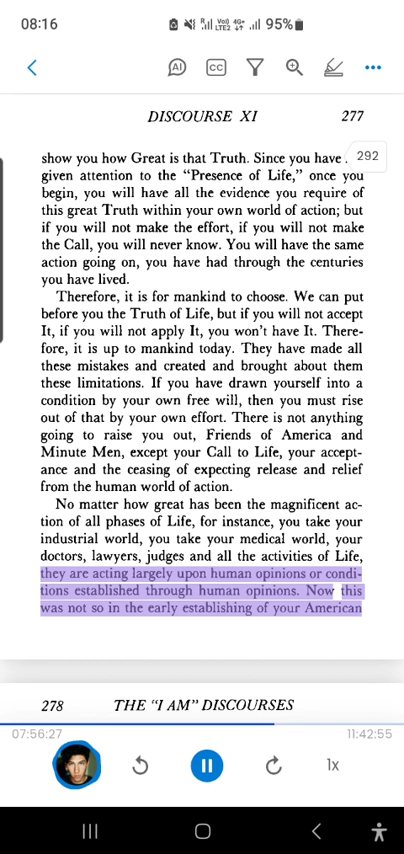 08:16
R Vo)) LTE2 4G+ 95%
AI CC
DISCOURSE XI 277
292
show you how Great is that Truth. Since you have
given attention to the “Presence of Life,” once you
begin, you will have all the evidence you require of
this great Truth within your own world of action; but
if you will not make the effort, if you will not make
the Call, you will never know. You will have the same
action going on, you have had through the centuries
you have lived.
Therefore, it is for mankind to choose. We can put
before you the Truth of Life, but if you will not accept
It, if you will not apply It, you won’t have It. There-
fore, it is up to mankind today. They have made all
these mistakes and created and brought about them
these limitations. If you have drawn yourself into a
condition by your own free will, then you must rise
out of that by your own effort. There is not anything
going to raise you out, Friends of America and
Minute Men, except your Call to Life, your accept-
ance and the ceasing of expecting release and relief
from the human world of action.
No matter how great has been the magnificent ac-
tion of all phases of Life, for instance, you take your
industrial world, you take your medical world, your
doctors, lawyers, judges and all the activities of Life,
they are acting largely upon human opinions or condi-
tions established through human opinions. Now this
was not so in the early establishing of your American
278 THE “I AM” DISCOURSES
07:56:27 11:42:55
1x